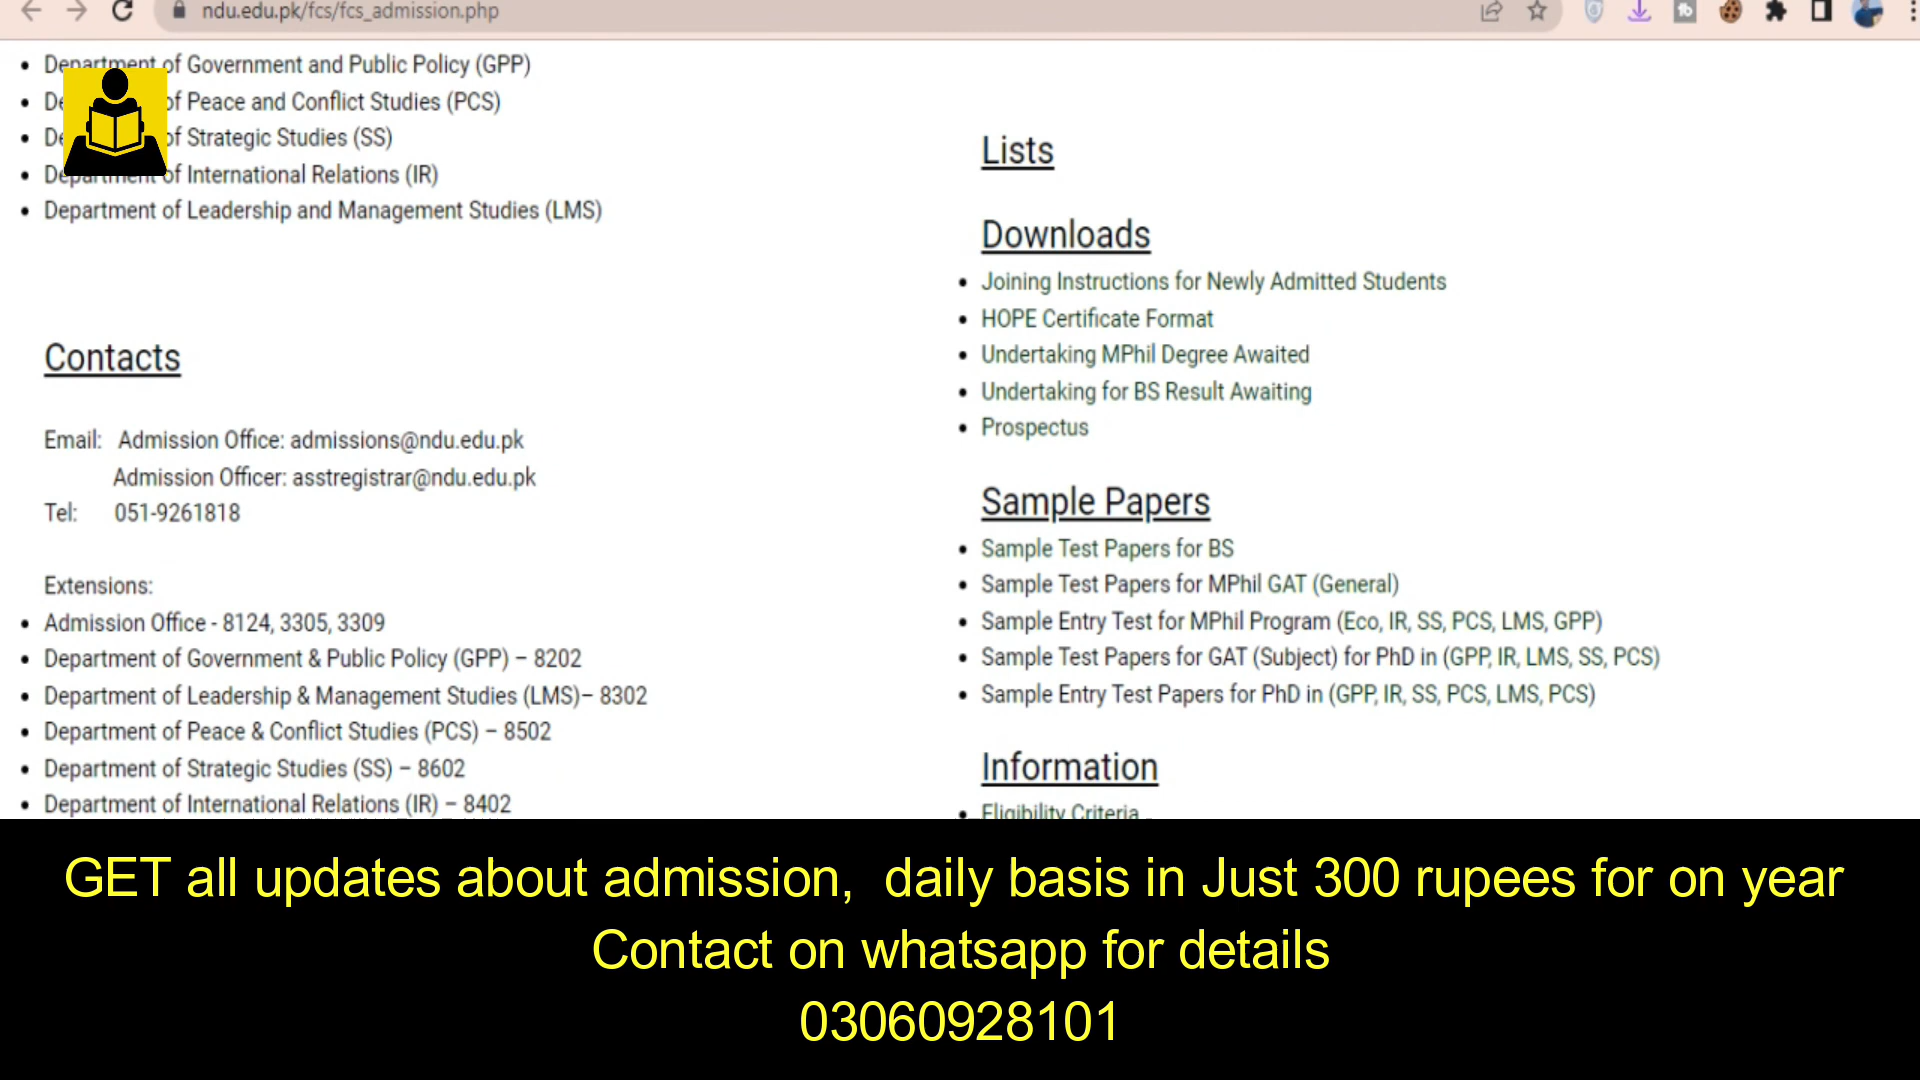 ndu.edu.pk/fcs/fcs_admission.php
• Department of Government and Public Policy (GPP)
• De of Peace and Conflict Studies (PCS)
• De of Strategic Studies (SS)
• Department of International Relations (IR)
• Department of Leadership and Management Studies (LMS)
Contacts
Email: Admission Office: admissions@ndu.edu.pk
Admission Officer: asstregistrar@ndu.edu.pk
Tel: 051-9261818
Extensions:
• Admission Office - 8124, 3305, 3309
• Department of Government & Public Policy (GPP) – 8202
• Department of Leadership & Management Studies (LMS)– 8302
• Department of Peace & Conflict Studies (PCS) – 8502
• Department of Strategic Studies (SS) – 8602
• Department of International Relations (IR) – 8402
Lists
Downloads
• Joining Instructions for Newly Admitted Students
• HOPE Certificate Format
• Undertaking MPhil Degree Awaited
• Undertaking for BS Result Awaiting
• Prospectus
Sample Papers
• Sample Test Papers for BS
• Sample Test Papers for MPhil GAT (General)
• Sample Entry Test for MPhil Program (Eco, IR, SS, PCS, LMS, GPP)
• Sample Test Papers for GAT (Subject) for PhD in (GPP, IR, LMS, SS, PCS)
• Sample Entry Test Papers for PhD in (GPP, IR, SS, PCS, LMS, PCS)
Information
• Eligibility Criteria
GET all updates about admission, daily basis in Just 300 rupees for on year
Contact on whatsapp for details
03060928101